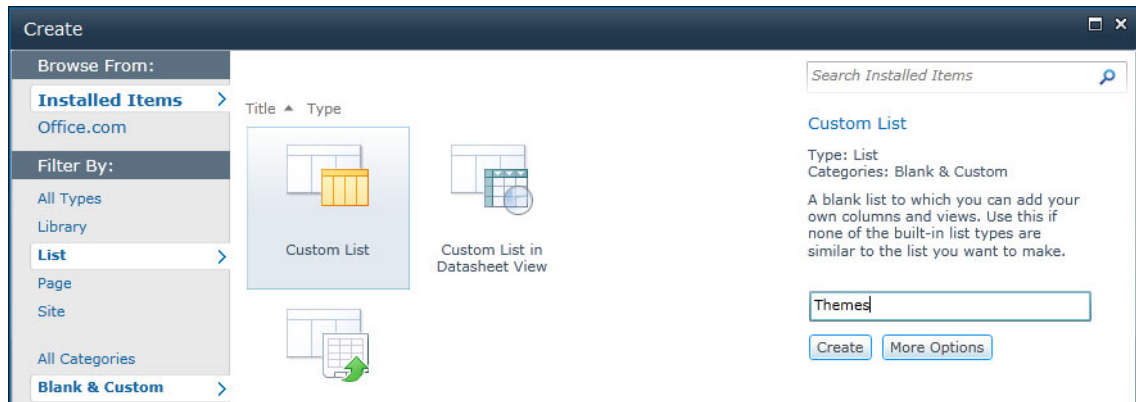 Create
Browse From:
Installed Items
Office.com
Filter By:
All Types
Library
List
Page
Site
All Categories
Blank & Custom
Title Type
Custom List
Custom List in
Datasheet View
Search Installed Items
Custom List
Type: List
Categories: Blank & Custom
A blank list to which you can add your
own columns and views. Use this if
none of the built-in list types are
similar to the list you want to make.
Themes
Create More Options